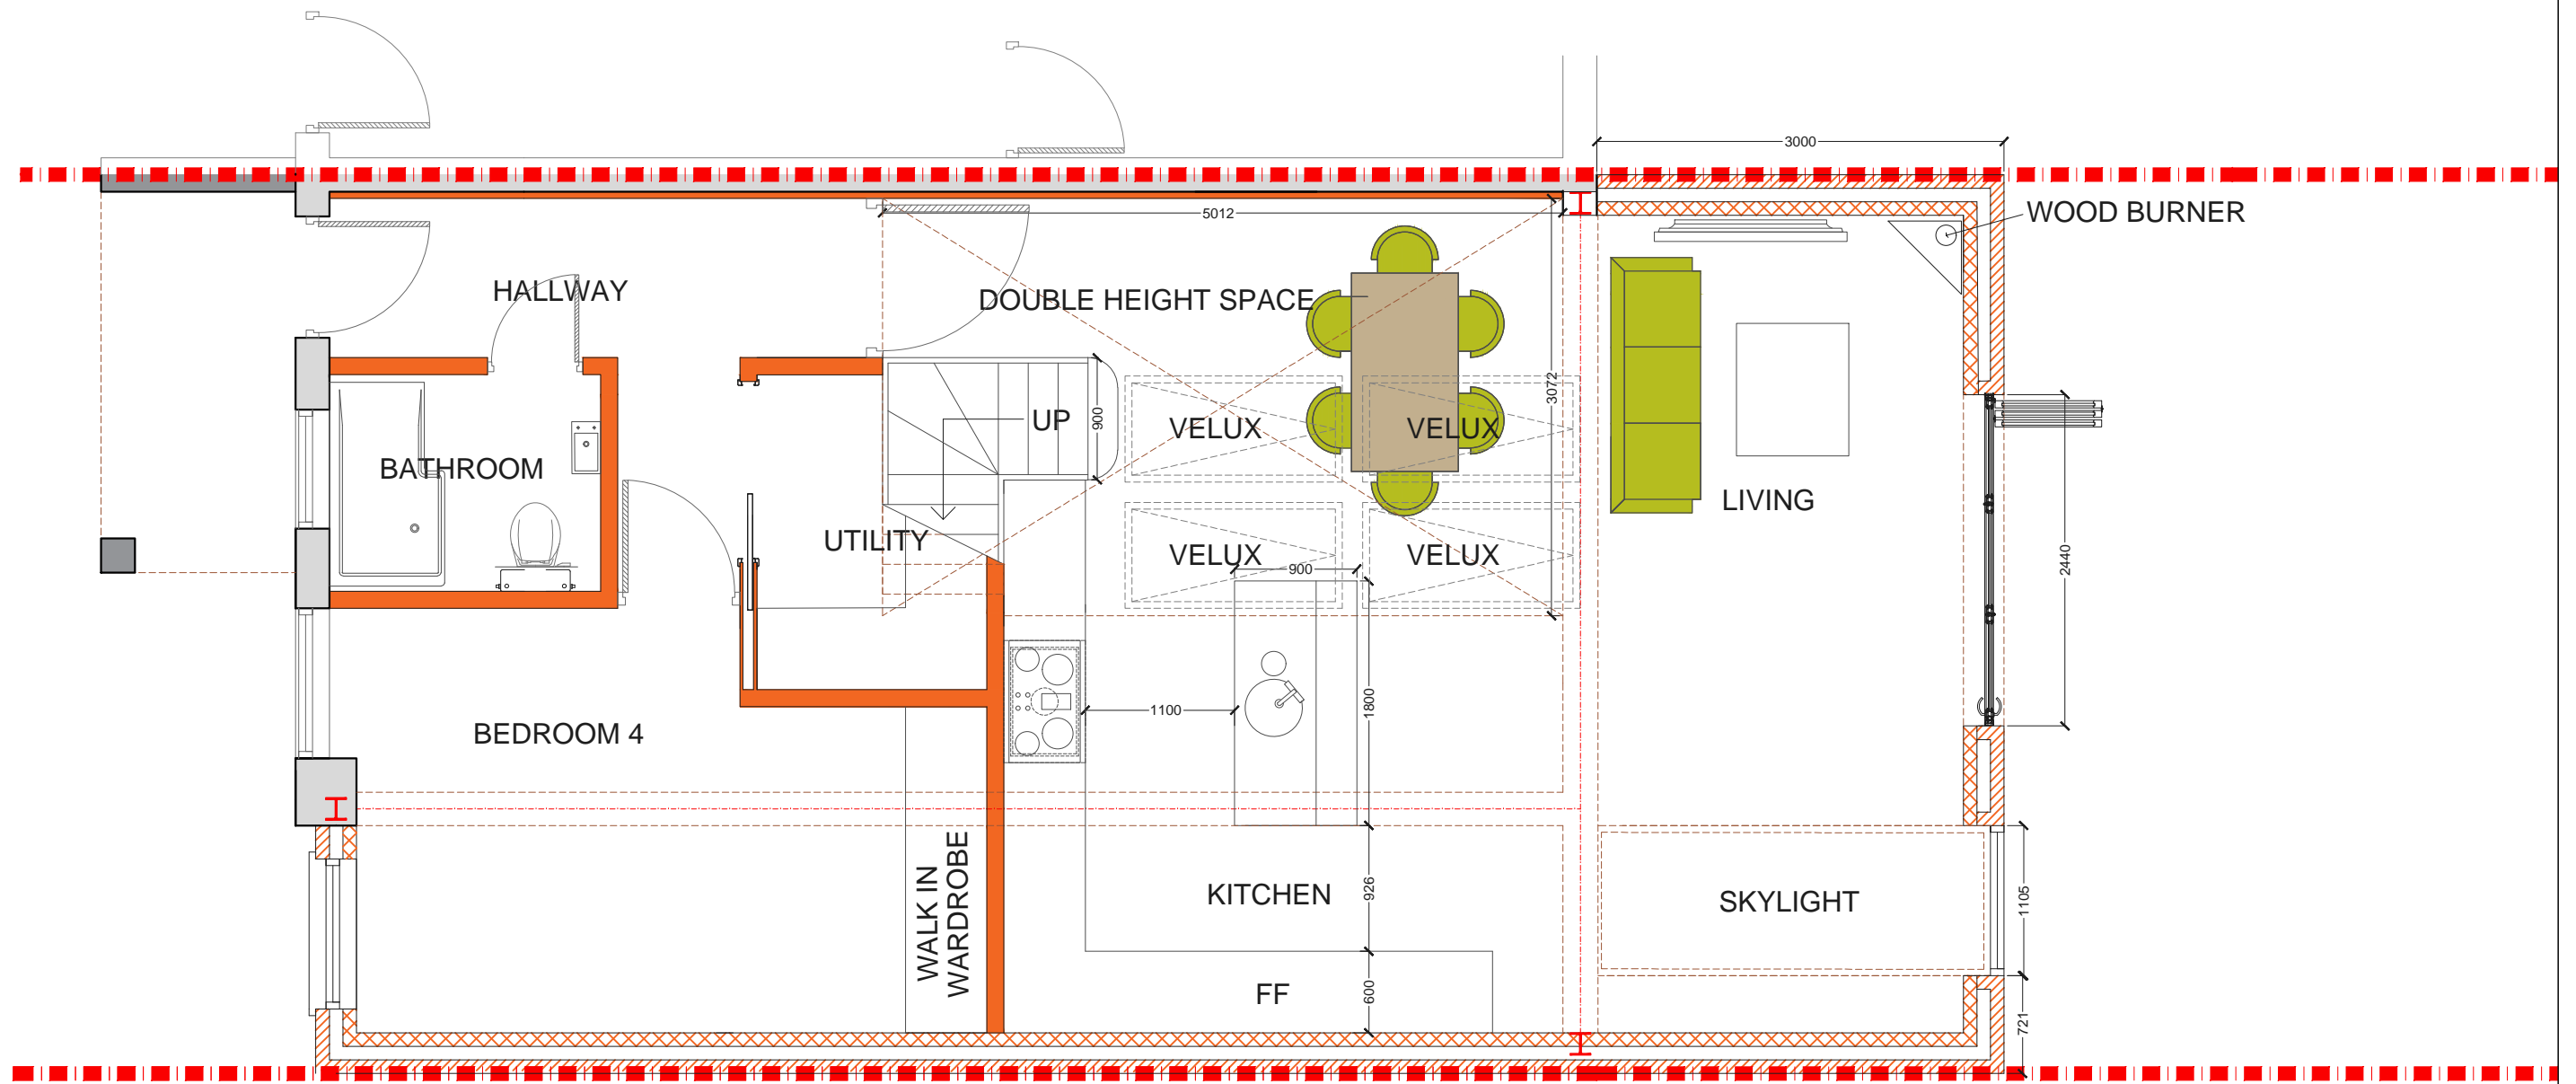 3000
WOOD BURNER
5012
HALLWAY
DOUBLE HEIGHT SPACE
3072
UP
900
VELUX
VELUX
BATHROOM
LIVING
UTILITY
VELUX
VELUX
900
2440
1100
1800
BEDROOM 4
WALK IN
WARDROBE
KITCHEN
926
SKYLIGHT
1105
FF
600
721